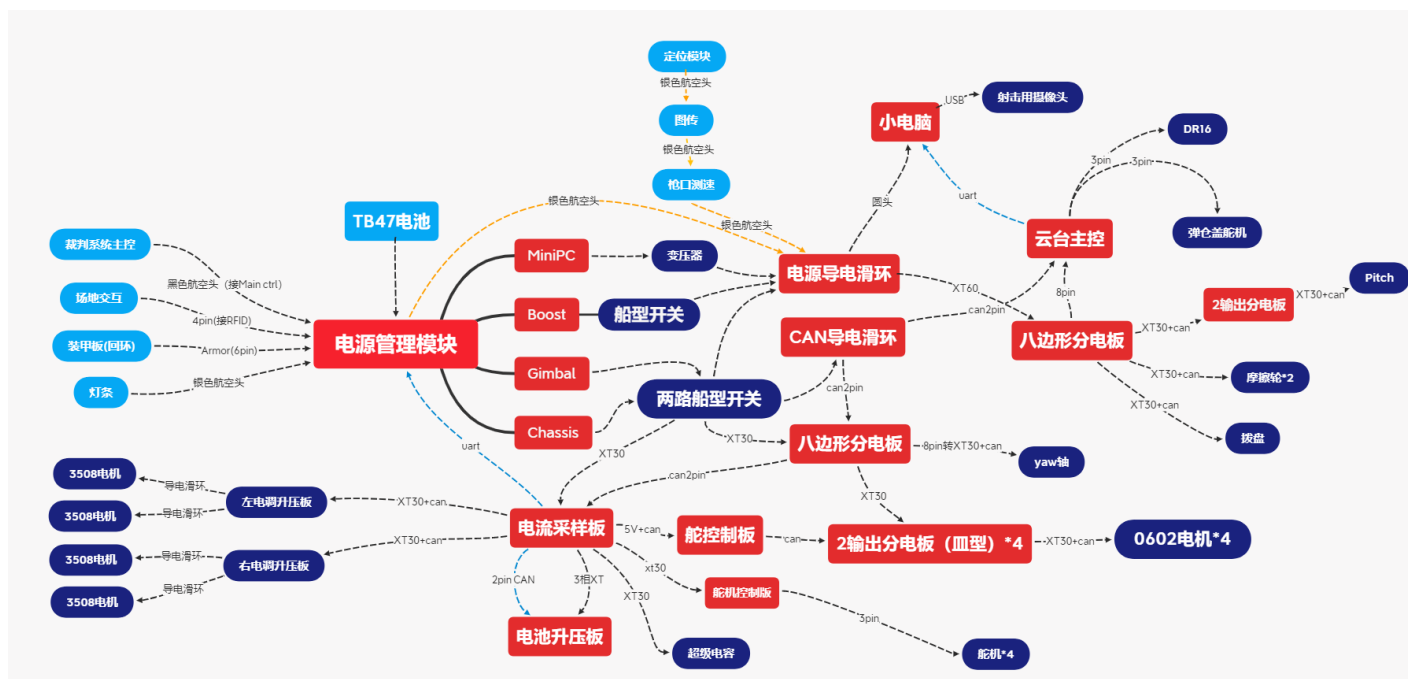 定位模块
银色航空头
图传
银色航空头
枪口测速
银色航空头
银色航空头
小电脑
USB
射击用摄像头
DR16
3pin
3pin
弹仓盖舵机
uart
圆头
云台主控
TB47电池
裁判系统主控
黑色航空头（接Main ctrl）
场地交互
4pin(接RFID)
装甲板(回环)
Armor(6pin)
灯条
银色航空头
电源管理模块
MiniPC
变压器
Boost
船型开关
Gimbal
Chassis
两路船型开关
电源导电滑环
XT60
8pin
CAN导电滑环
can2pin
can2pin
八边形分电板
XT30+can
2输出分电板
XT30+can
Pitch
XT30+can
摩擦轮*2
XT30+can
拨盘
XT30
八边形分电板
8pin转XT30+can
yaw轴
XT30
can2pin
XT30
uart
3508电机
导电滑环
3508电机
导电滑环
左电调升压板
XT30+can
3508电机
导电滑环
3508电机
导电滑环
右电调升压板
XT30+can
电流采样板
5V+can
舵控制板
can
2输出分电板（皿型）*4
XT30+can
0602电机*4
2pin CAN
3相XT
XT30
xt30
舵机控制版
3pin
舵机*4
电池升压板
超级电容